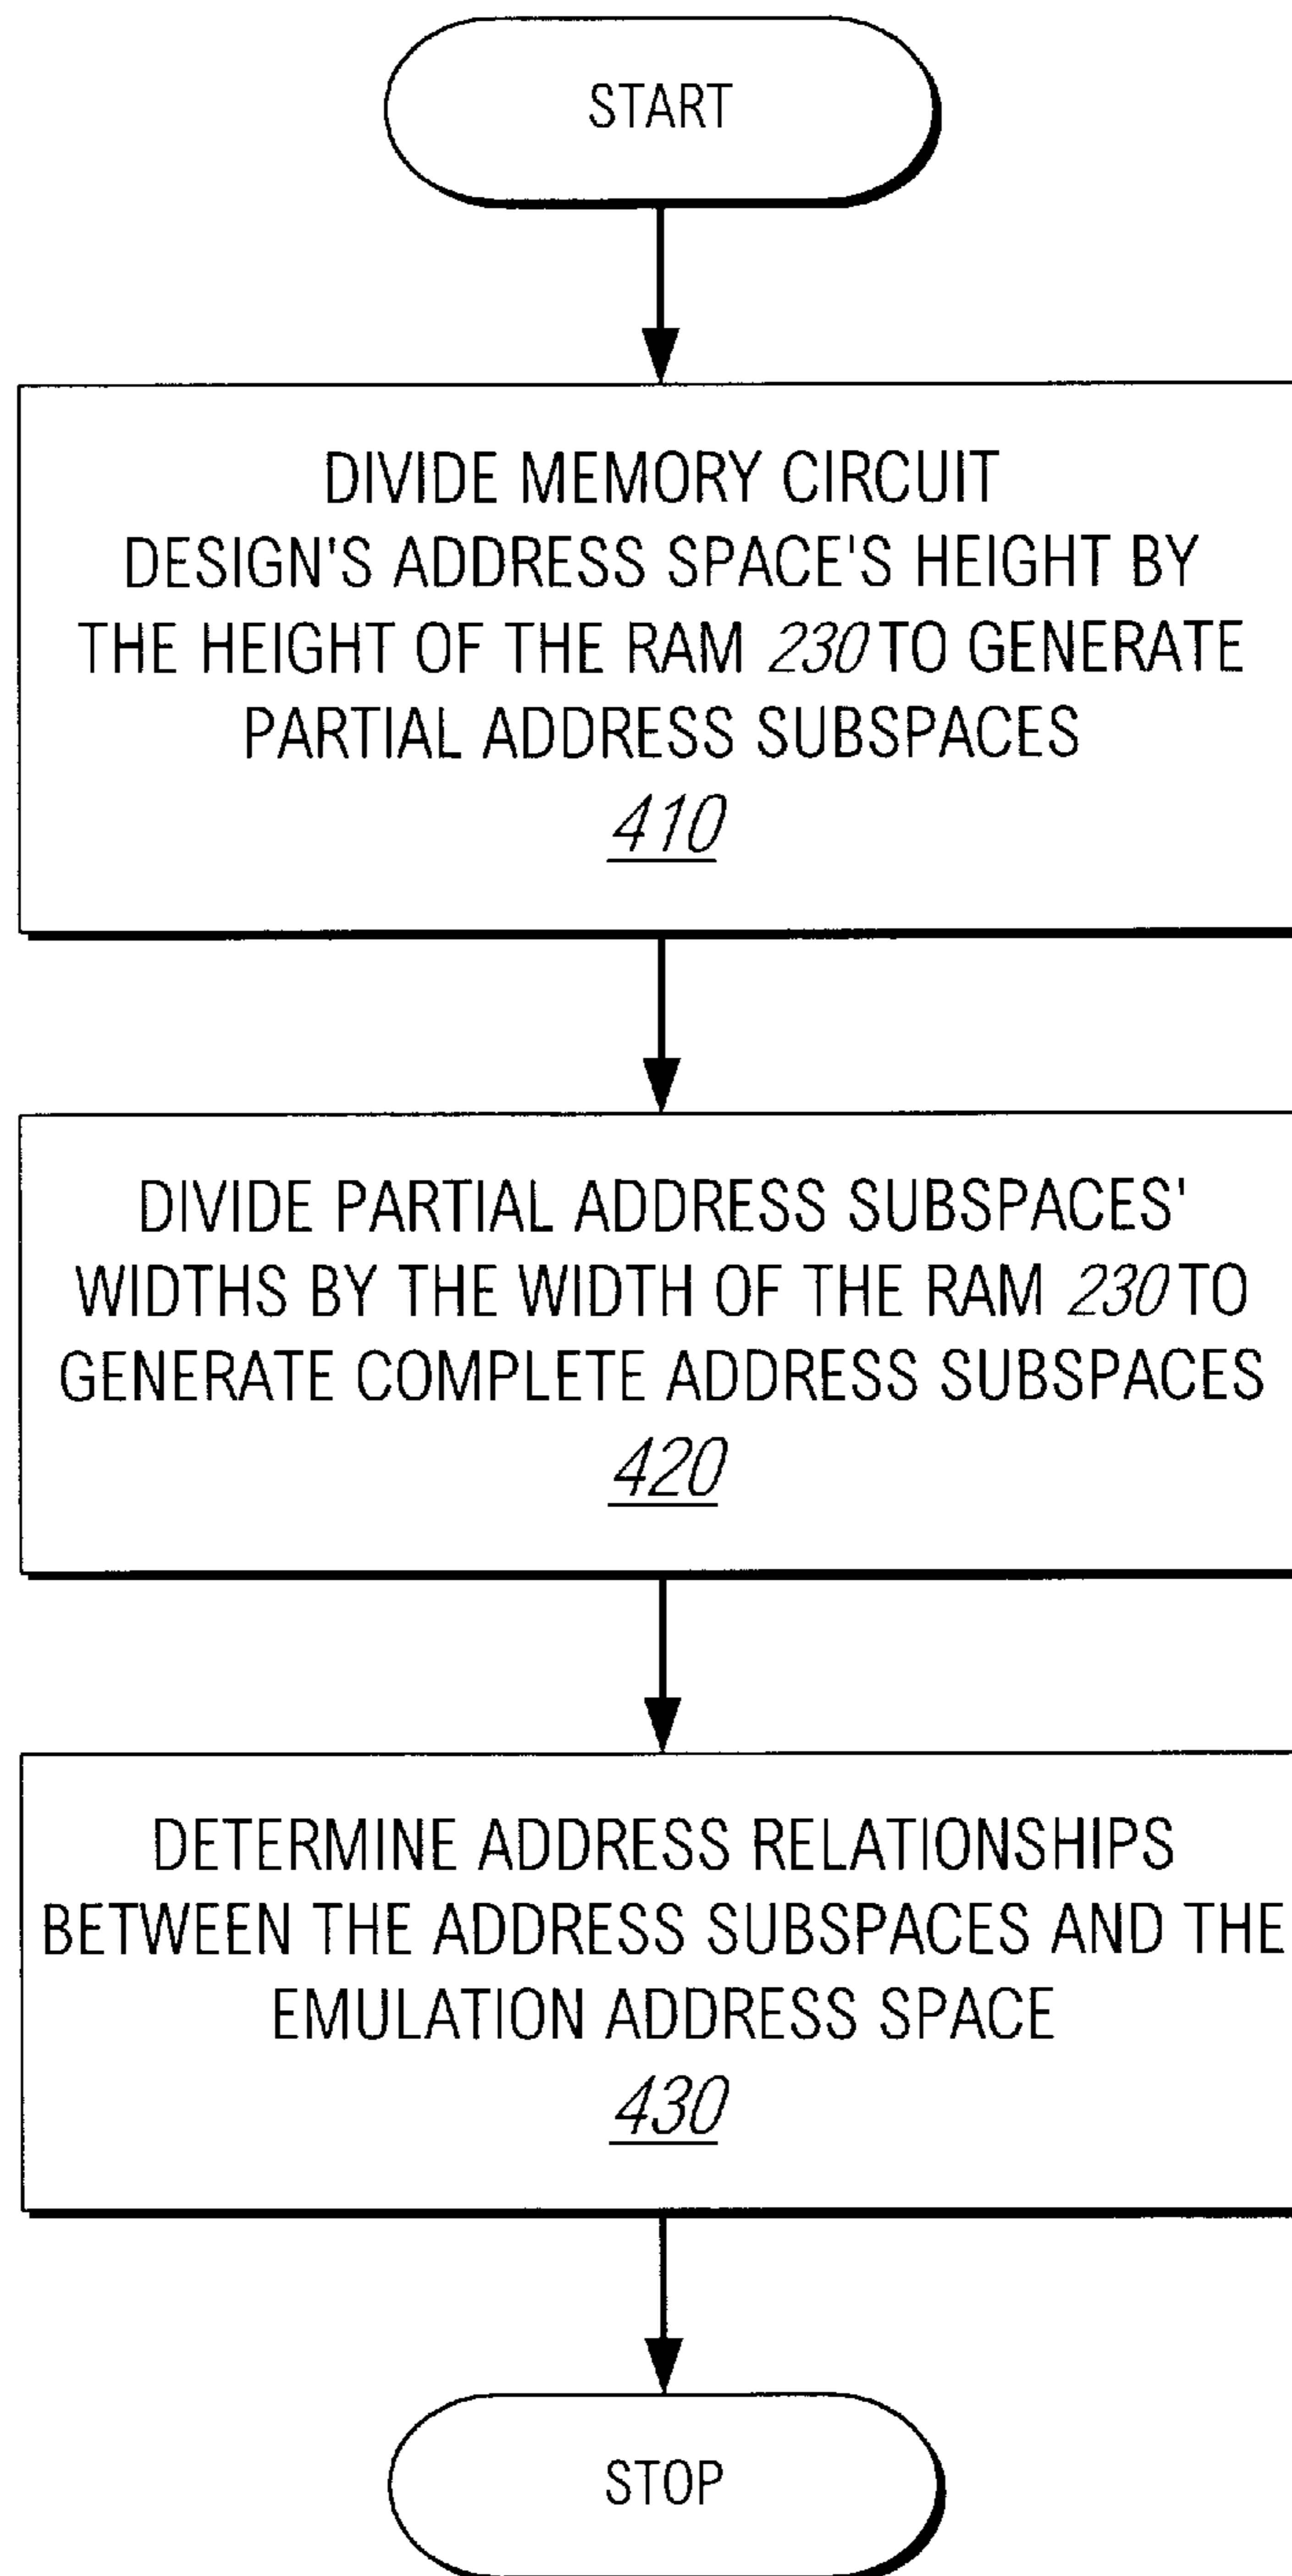 START
DIVIDE MEMORY CIRCUIT
DESIGN'S ADDRESS SPACE'S HEIGHT BY
THE HEIGHT OF THE RAM 230 TO GENERATE
PARTIAL ADDRESS SUBSPACES
410
DIVIDE PARTIAL ADDRESS SUBSPACES'
WIDTHS BY THE WIDTH OF THE RAM 230 TO
GENERATE COMPLETE ADDRESS SUBSPACES
420
DETERMINE ADDRESS RELATIONSHIPS
BETWEEN THE ADDRESS SUBSPACES AND THE
EMULATION ADDRESS SPACE
430
STOP